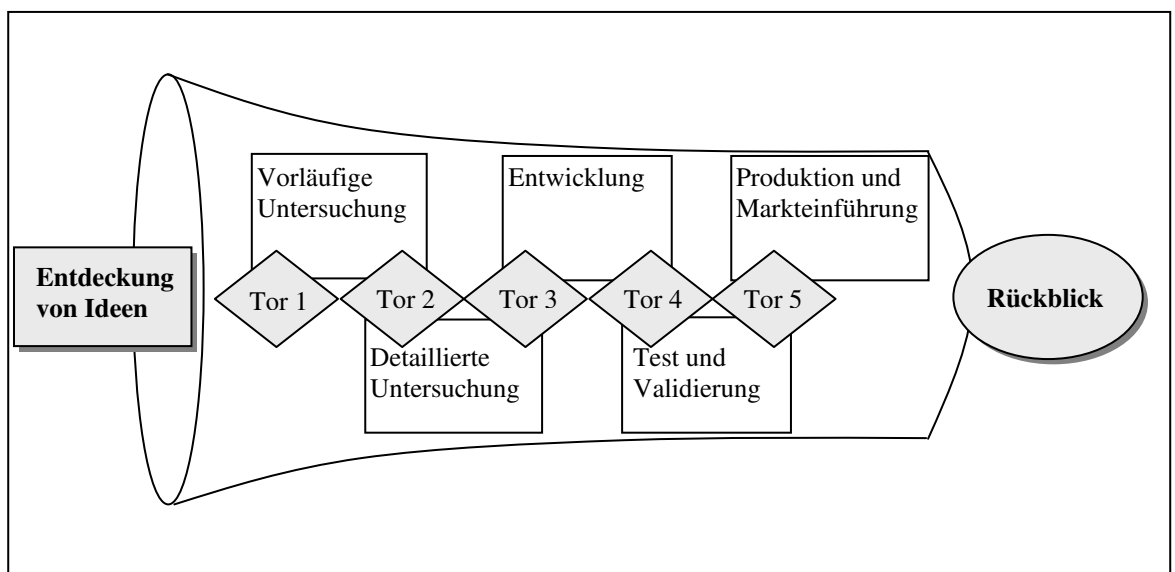 Vorläufige
Untersuchung
Entwicklung
Produktion und
Markteinführung
Entdeckung
von Ideen
Tor 1
Tor 2
Tor 3
Tor 4
Tor 5
Rückblick
Detaillierte
Untersuchung
Test und
Validierung